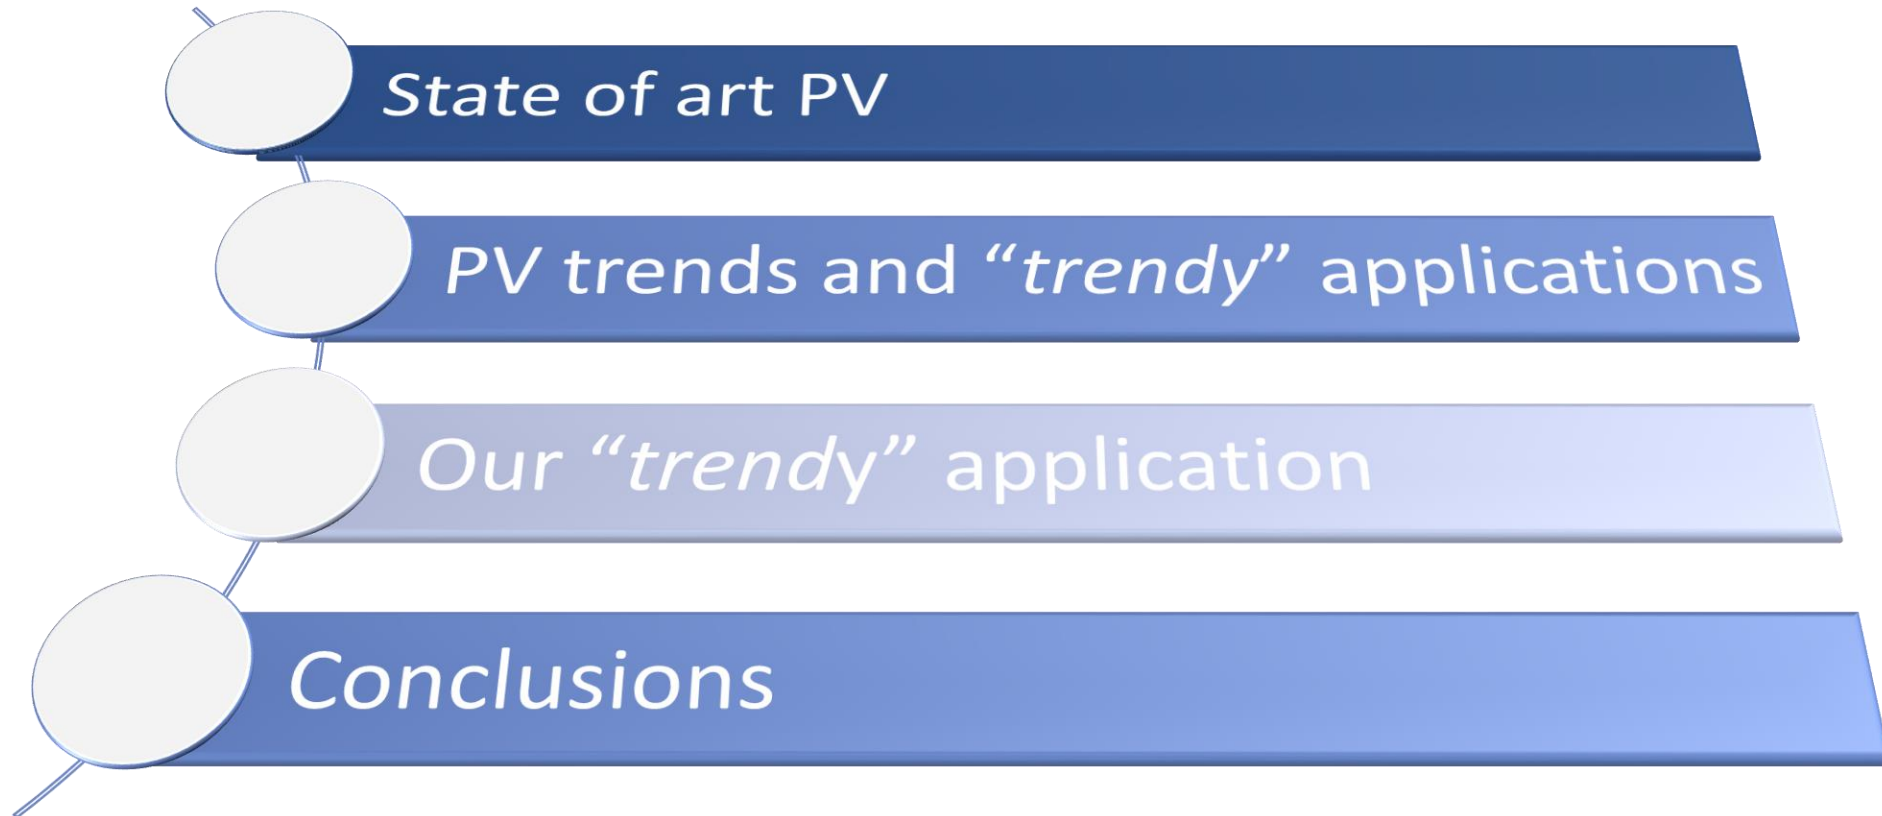 State of art PV
PV trends and “trendy” applications
Our “trendy” application
Conclusions